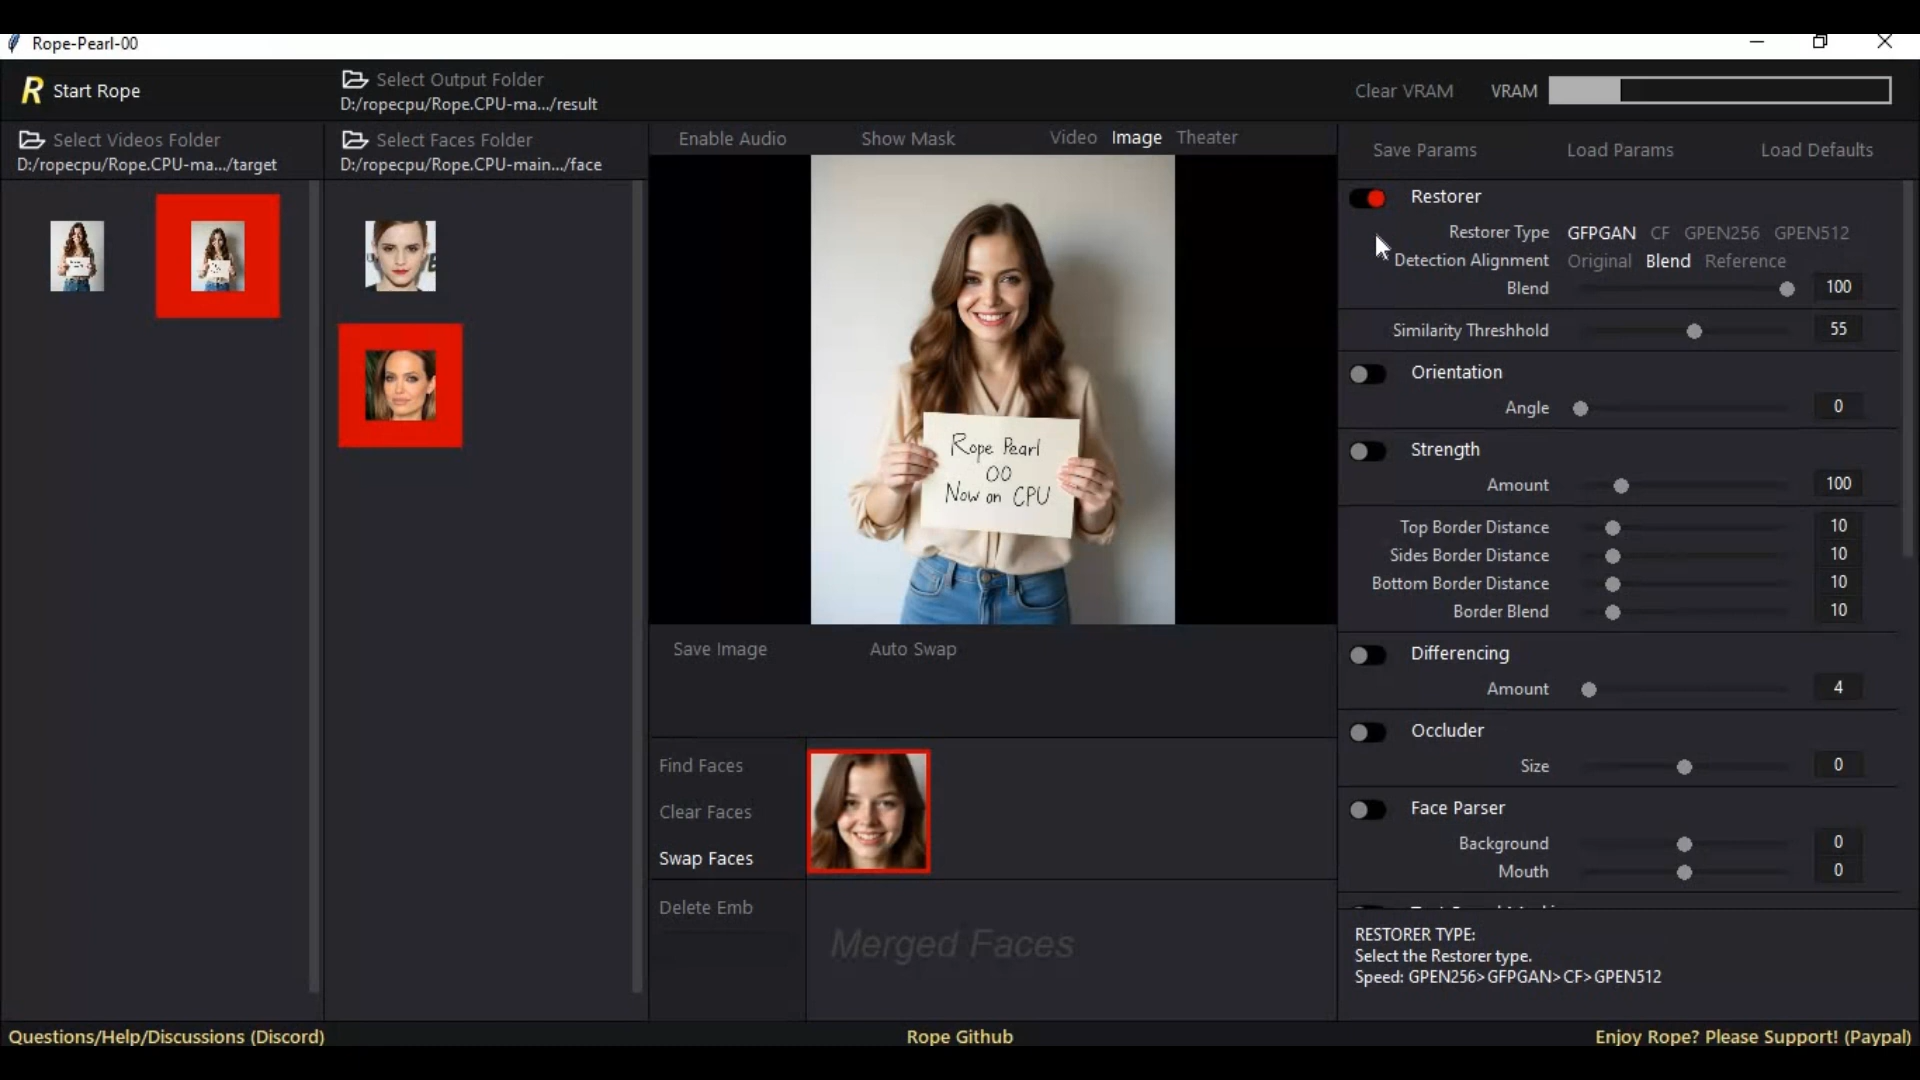 Rope-Pearl-00
R Start Rope
Select Output Folder
D:/ropecpu/Rope.CPU-ma.../result
Clear VRAM
VRAM
Select Videos Folder
D:/ropecpu/Rope.CPU-ma.../target
Select Faces Folder
D:/ropecpu/Rope.CPU-main.../face
Enable Audio
Show Mask
Video Image Theater
Save Params
Load Params
Load Defaults
Rope Pearl
00
Now on CPU
Save Image
Auto Swap
Find Faces
Clear Faces
Swap Faces
Delete Emb
Merged Faces
Restorer
Restorer Type GFPGAN CF GPEN256 GPEN512
Detection Alignment Original Blend Reference
Blend 100
Similarity Threshhold 55
Orientation
Angle 0
Strength
Amount 100
Top Border Distance 10
Sides Border Distance 10
Bottom Border Distance 10
Border Blend 10
Differencing
Amount 4
Occluder
Size 0
Face Parser
Background 0
Mouth 0
RESTORER TYPE:
Select the Restorer type.
Speed: GPEN256>GFPGAN>CF>GPEN512
Questions/Help/Discussions (Discord)
Rope Github
Enjoy Rope? Please Support! (Paypal)